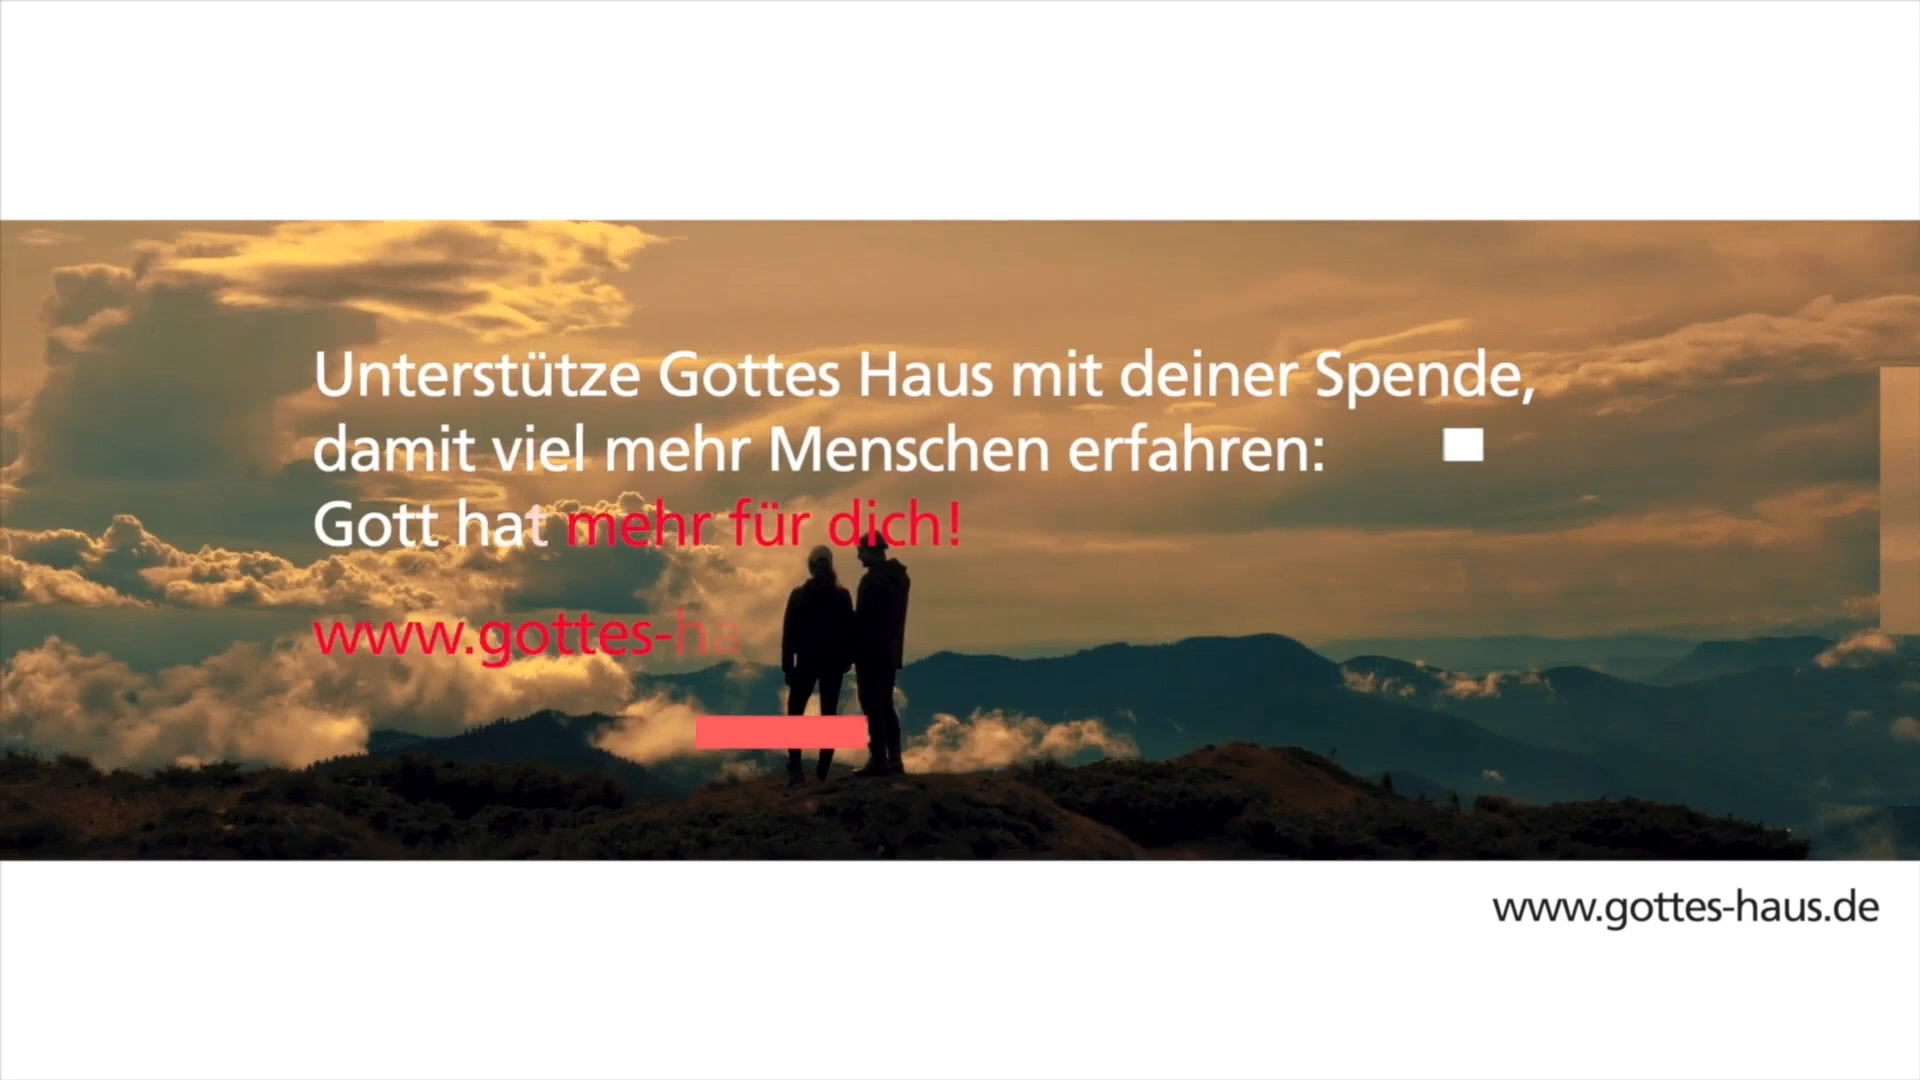 Unterstütze Gottes Haus mit deiner Spende,
damit viel mehr Menschen erfahren:
Gott hat mehr für dich!
www.gottes-ha
www.gottes-haus.de